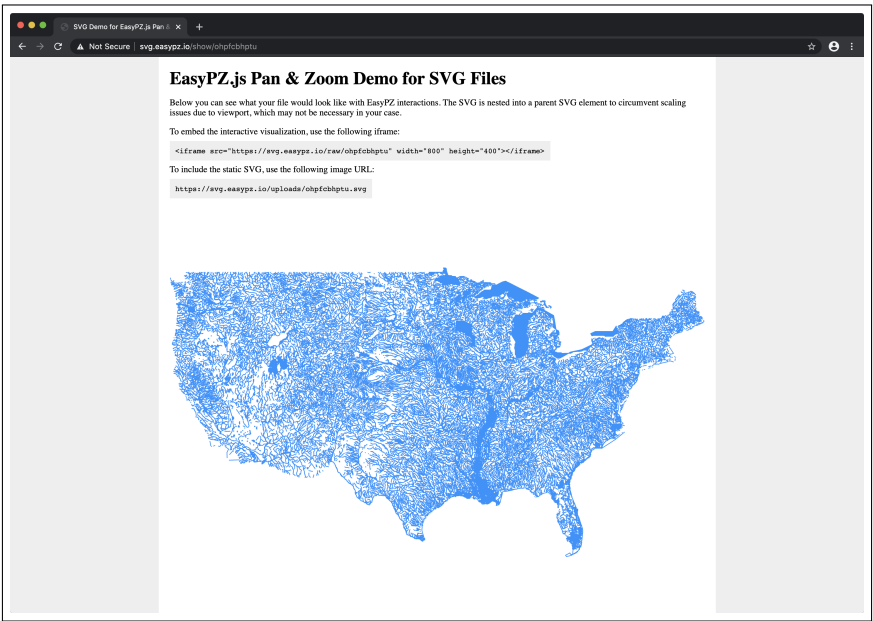 SVG Demo for EasyPZ.js Pan &
Not Secure | svg.easypz.io/show/ohpfcbhptu
EasyPZ.js Pan & Zoom Demo for SVG Files
Below you can see what your file would look like with EasyPZ interactions. The SVG is nested into a parent SVG element to circumvent scaling
issues due to viewport, which may not be necessary in your case.
To embed the interactive visualization, use the following iframe:
<iframe src="https://svg.easypz.io/raw/ohpfcbhptu" width="800" height="400"></iframe>
To include the static SVG, use the following image URL:
https://svg.easypz.io/uploads/ohpfcbhptu.svg